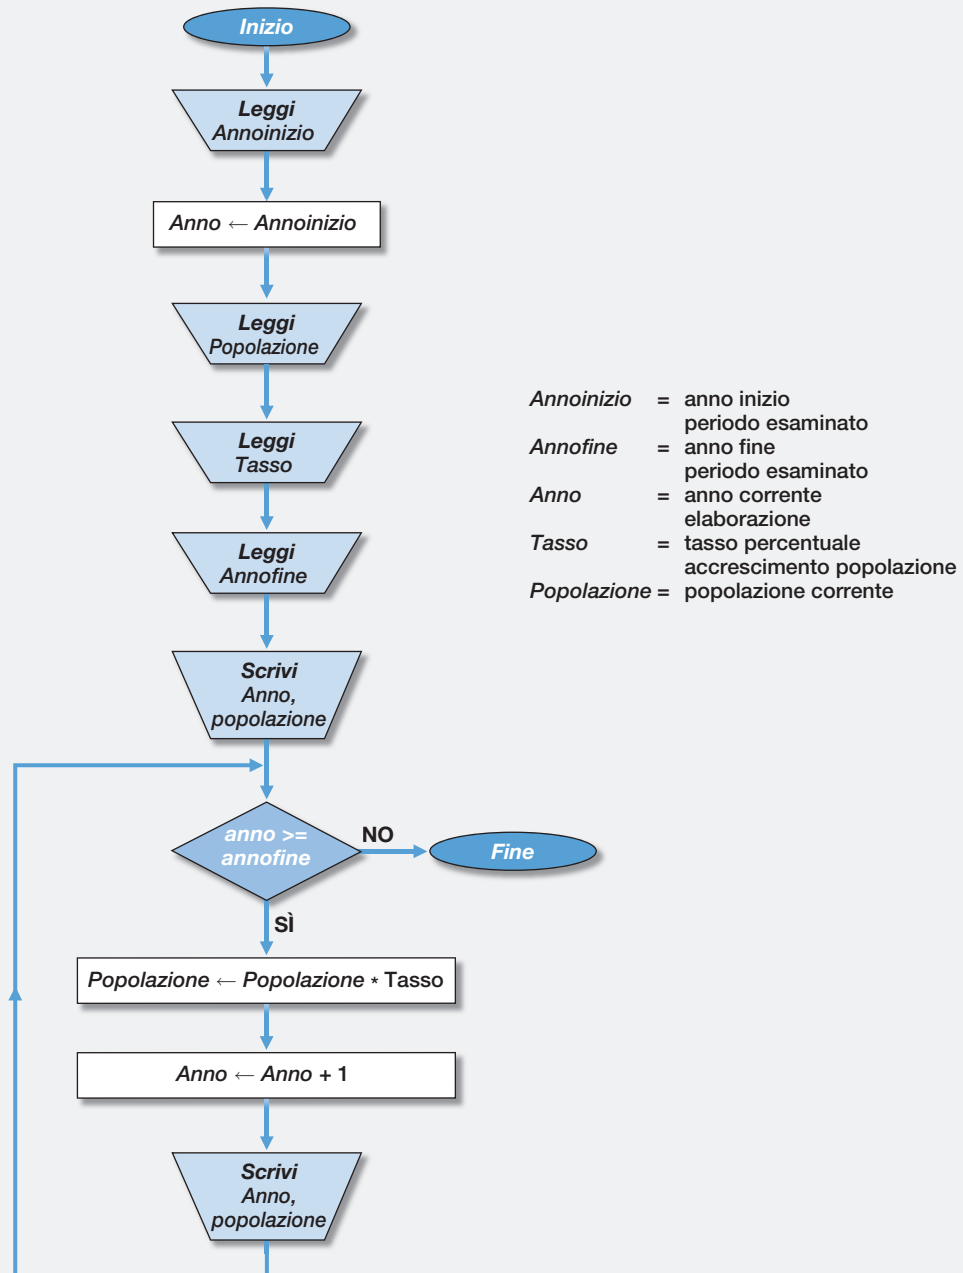 Inizio
Leggi
Annoinizio
Anno ← Annoinizio
Leggi
Popolazione
Leggi
Tasso
Leggi
Annofine
Scrivi
Anno,
popolazione
anno >=
annofine
NO
Fine
SÌ
Popolazione ← Popolazione * Tasso
Anno ← Anno + 1
Scrivi
Anno,
popolazione
Annoinizio = anno inizio
periodo esaminato
Annofine = anno fine
periodo esaminato
Anno = anno corrente
elaborazione
Tasso = tasso percentuale
accrescimento popolazione
Popolazione = popolazione corrente